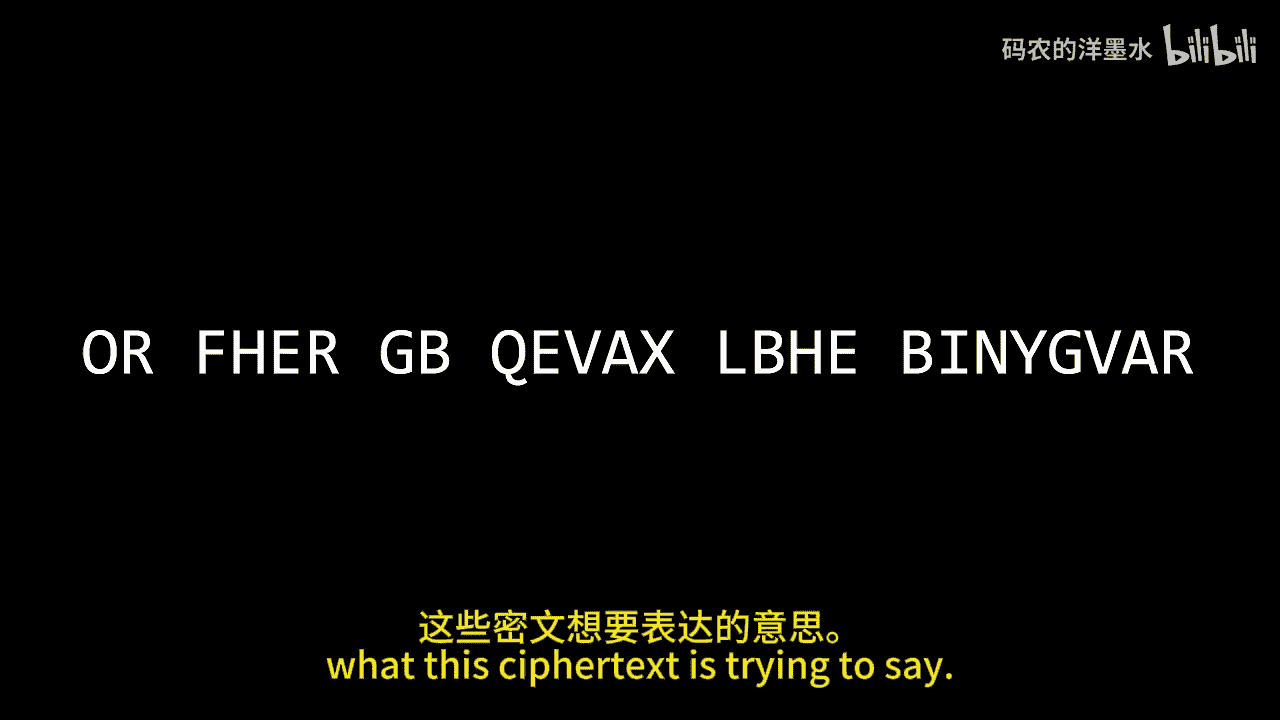 码农的洋墨水 bilibili
OR FHER GB QEVAX LBHE BINYGVAR
这些密文想要表达的意思。
what this ciphertext is trying to say.